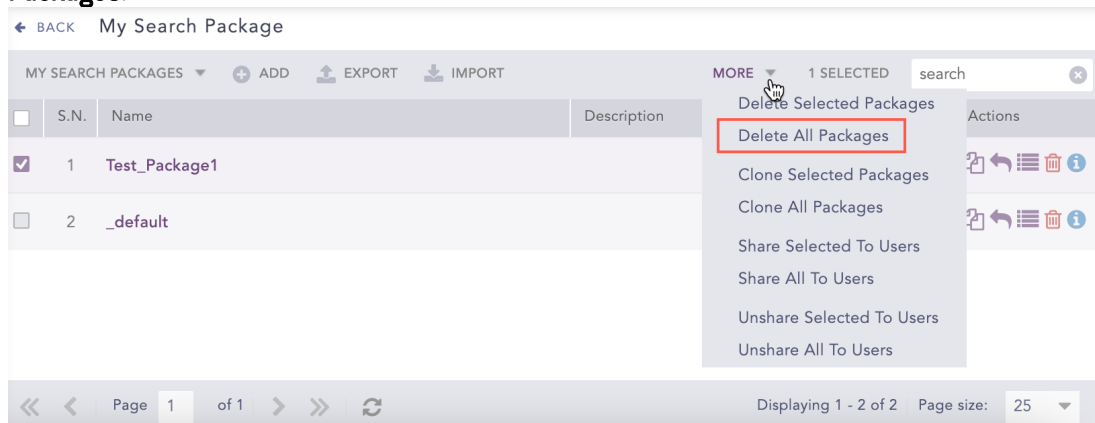 Packages.
BACK My Search Package
MY SEARCH PACKAGES ADD EXPORT IMPORT MORE 1 SELECTED search
S.N. Name Description Actions
Delete Selected Packages
Delete All Packages
1 Test_Package1
Clone Selected Packages
Clone All Packages
2 _default
Share Selected To Users
Share All To Users
Unshare Selected To Users
Unshare All To Users
Page 1 of 1 Displaying 1 - 2 of 2 Page size: 25